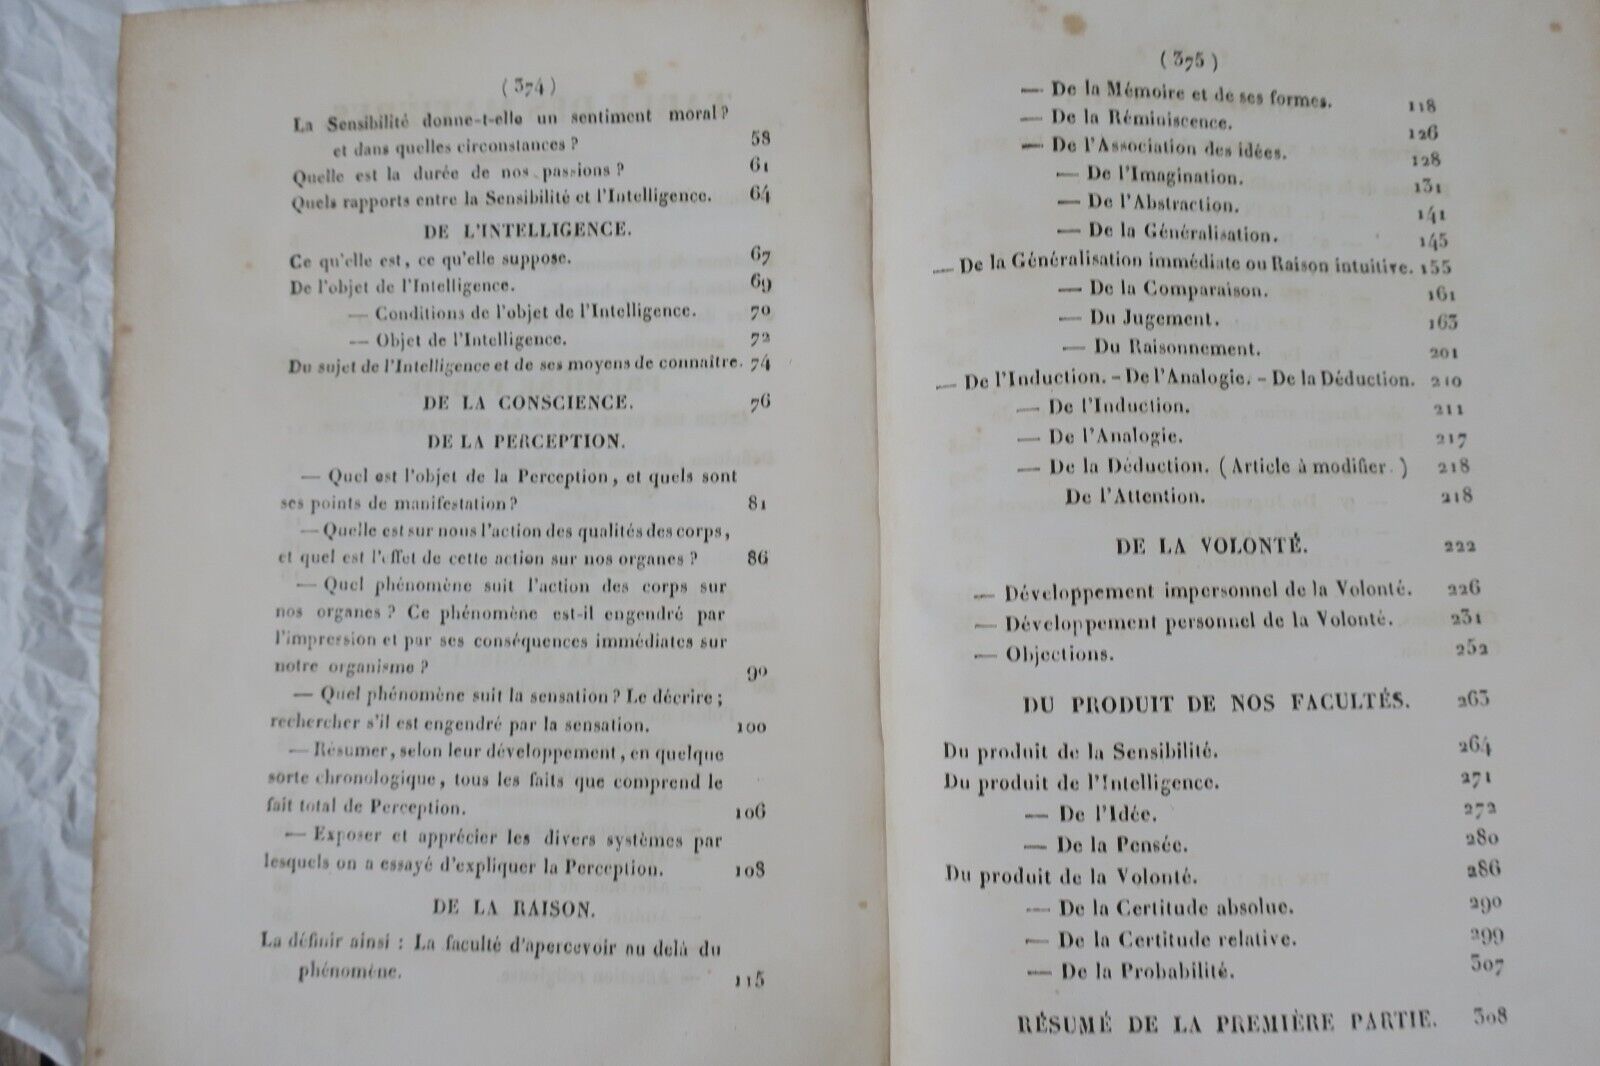 ( 374 )
La Sensibilité donne-t-elle un sentiment moral ?
et dans quelles circonstances ? 58
Quelle est la durée de nos passions ? 61
Quels rapports entre la Sensibilité et l'Intelligence. 64
DE L'INTELLIGENCE.
Ce qu'elle est, ce qu'elle suppose. 67
De l'objet de l'Intelligence. 69
— Conditions de l'objet de l'Intelligence. 70
— Objet de l'Intelligence. 72
Du sujet de l'Intelligence et de ses moyens de connaître. 74
DE LA CONSCIENCE. 76
DE LA PERCEPTION.
— Quel est l'objet de la Perception, et quels sont
ses points de manifestation ? 81
— Quelle est sur nous l'action des qualités des corps,
et quel est l'effet de cette action sur nos organes ? 86
— Quel phénomène suit l'action des corps sur
nos organes ? Ce phénomène est-il engendré par
l'impression et par ses conséquences immédiates sur
notre organisme ? 90
— Quel phénomène suit la sensation ? Le décrire ;
rechercher s'il est engendré par la sensation. 100
— Résumer, selon leur développement, en quelque
sorte chronologique, tous les faits que comprend le
fait total de Perception. 106
— Exposer et apprécier les divers systèmes par
lesquels on a essayé d'expliquer la Perception. 108
DE LA RAISON.
La définir ainsi : La faculté d'apercevoir au delà du
phénomène. 115
( 375 )
— De la Mémoire et de ses formes. 118
— De la Réminiscence. 126
— De l'Association des idées. 128
— De l'Imagination. 131
— De l'Abstraction. 141
— De la Généralisation. 145
— De la Généralisation immédiate ou Raison intuitive. 155
— De la Comparaison. 161
— Du Jugement. 163
— Du Raisonnement. 201
— De l'Induction. - De l'Analogie. - De la Déduction. 210
— De l'Induction. 211
— De l'Analogie. 217
— De la Déduction. ( Article à modifier. ) 218
De l'Attention. 218
DE LA VOLONTÉ. 222
— Développement impersonnel de la Volonté. 226
— Développement personnel de la Volonté. 231
— Objections. 252
DU PRODUIT DE NOS FACULTÉS. 263
Du produit de la Sensibilité. 264
Du produit de l'Intelligence. 271
— De l'Idée. 272
— De la Pensée. 280
Du produit de la Volonté. 286
— De la Certitude absolue. 290
— De la Certitude relative. 299
— De la Probabilité. 307
RÉSUMÉ DE LA PREMIÈRE PARTIE. 308